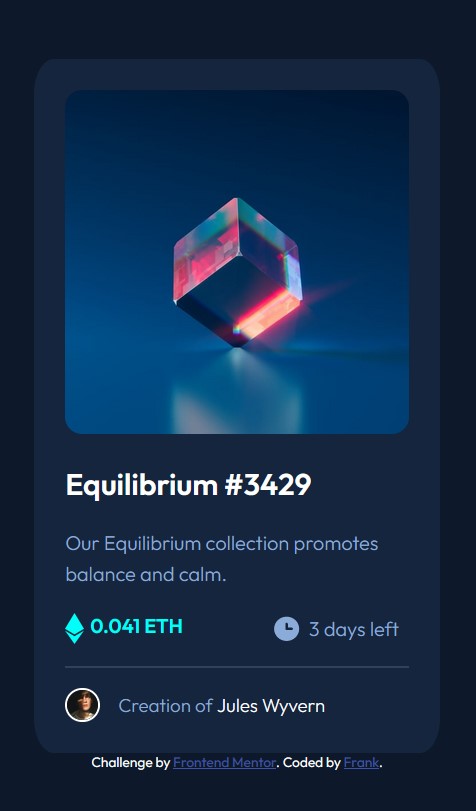 Equilibrium #3429
Our Equilibrium collection promotes
balance and calm.
0.041 ETH
3 days left
Creation of Jules Wyvern
Challenge by Frontend Mentor. Coded by Frank.